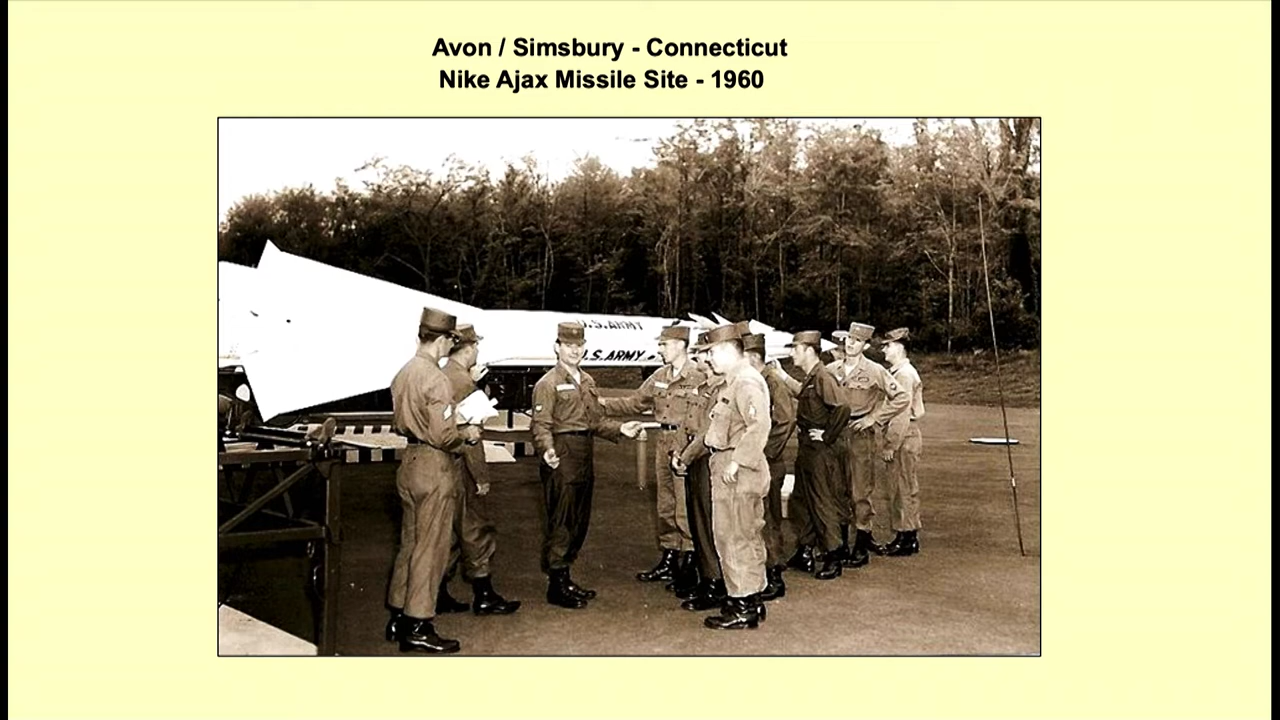 Avon / Simsbury - Connecticut
Nike Ajax Missile Site - 1960
U.S. ARMY
U.S. ARMY